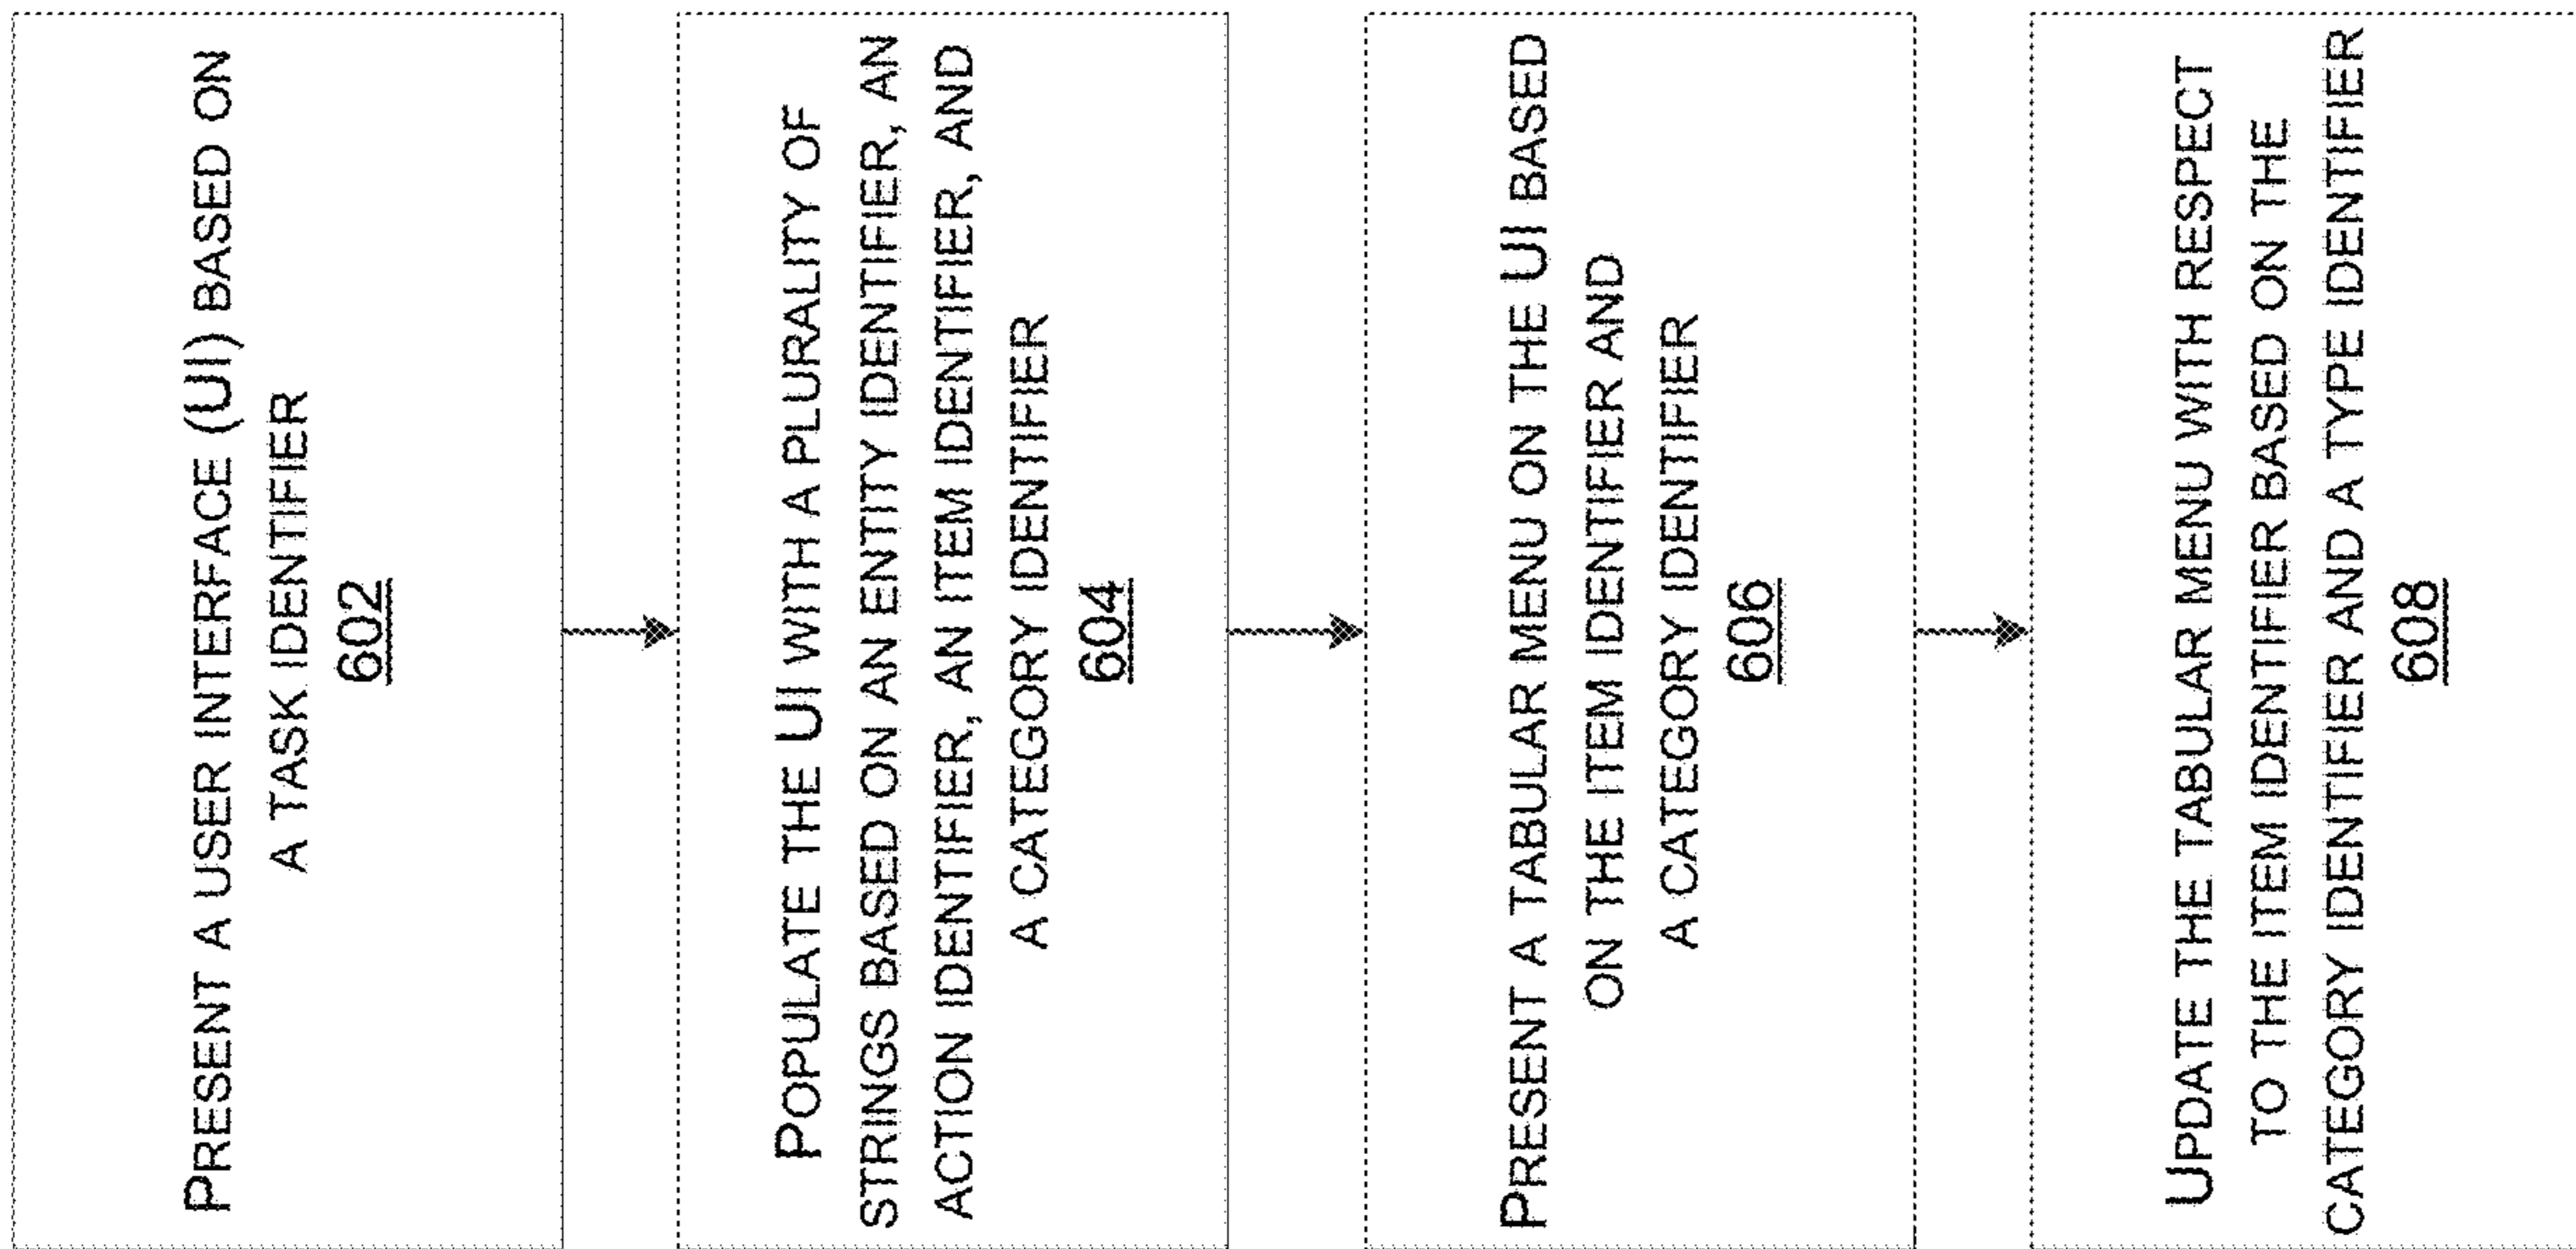 PRESENT A USER INTERFACE (UI) BASED ON
A TASK IDENTIFIER
602
POPULATE THE UI WITH A PLURALITY OF
STRINGS BASED ON AN ENTITY IDENTIFIER, AN
ACTION IDENTIFIER, AN ITEM IDENTIFIER, AND
A CATEGORY IDENTIFIER
604
PRESENT A TABULAR MENU ON THE UI BASED
ON THE ITEM IDENTIFIER AND
A CATEGORY IDENTIFIER
606
UPDATE THE TABULAR MENU WITH RESPECT
TO THE ITEM IDENTIFIER BASED ON THE
CATEGORY IDENTIFIER AND A TYPE IDENTIFIER
608